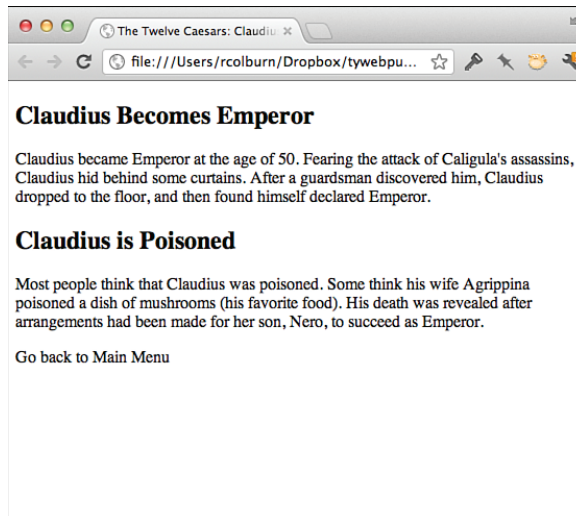 The Twelve Caesars: Claudiu
file:///Users/rcolburn/Dropbox/tywebpu...
Claudius Becomes Emperor
Claudius became Emperor at the age of 50. Fearing the attack of Caligula's assassins,
Claudius hid behind some curtains. After a guardsman discovered him, Claudius
dropped to the floor, and then found himself declared Emperor.
Claudius is Poisoned
Most people think that Claudius was poisoned. Some think his wife Agrippina
poisoned a dish of mushrooms (his favorite food). His death was revealed after
arrangements had been made for her son, Nero, to succeed as Emperor.
Go back to Main Menu